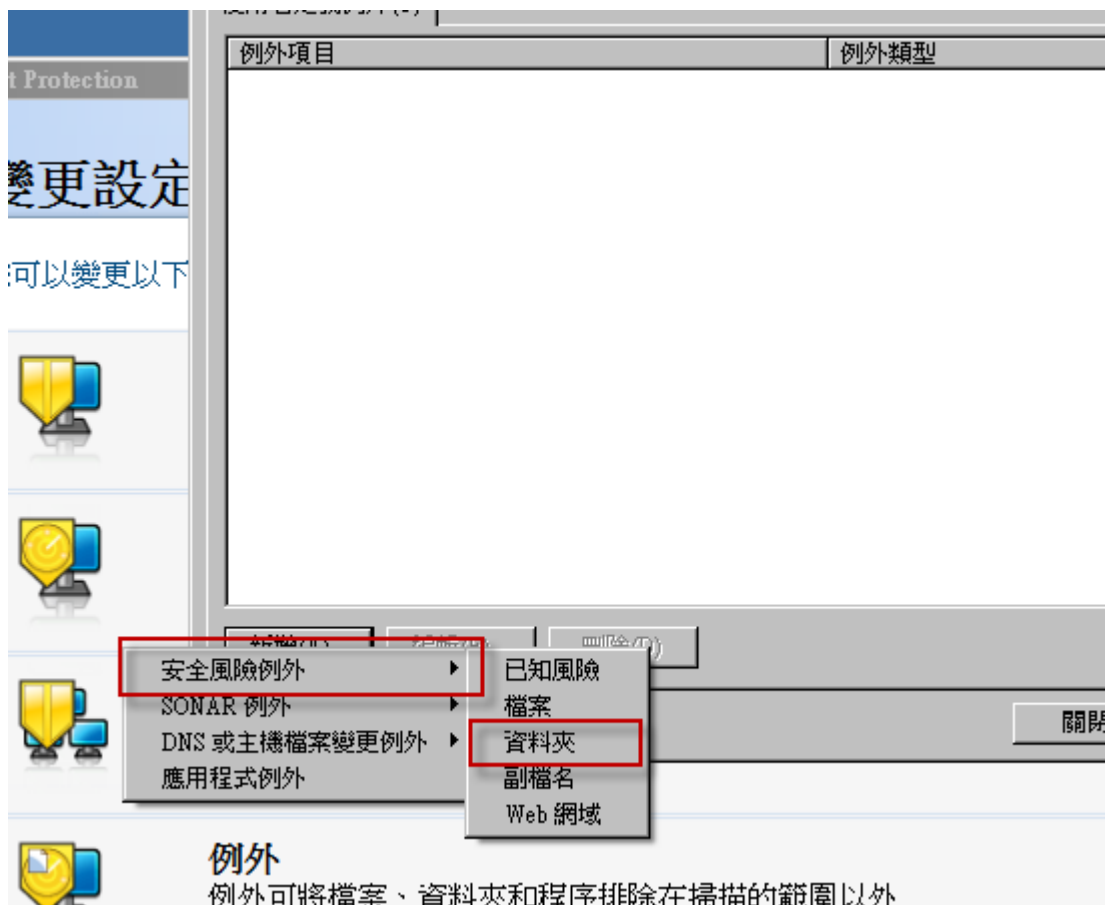 例外項目 例外類型
t Protection
變更設定
可以變更以下
安全風險例外
SONAR 例外
DNS 或主機檔案變更例外
應用程式例外
已知風險
檔案
資料夾
副檔名
Web 網域
關閉
例外
例外可將檔案、資料夾和程序排除在掃描的範圍以外